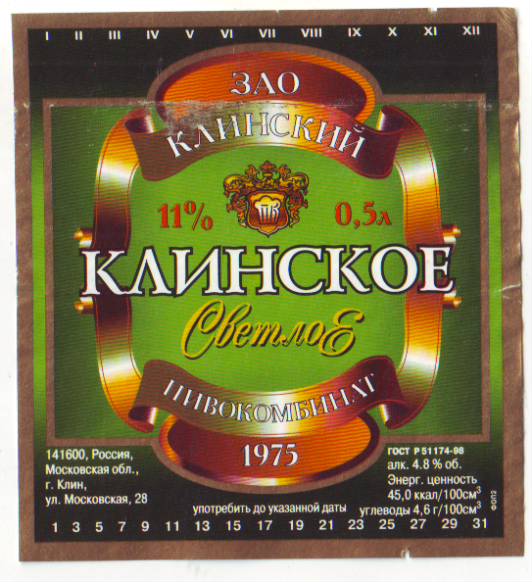 I II III IV V VI VII VIII IX X XI XII
ЗАО
КЛИНСКИЙ
11% 0,5л
ПК
КЛИНСКОЕ
Светлое
ПИВОКОМБИНАТ
1975
141600, Россия,
Московская обл.,
г. Клин,
ул. Московская, 28
ГОСТ Р 51174-98
алк. 4.8 % об.
Энерг. ценность
45,0 ккал/100см³
углеводы 4,6 г/100см³
употребить до указанной даты
ФОП2
1 3 5 7 9 11 13 15 17 19 21 23 25 27 29 31